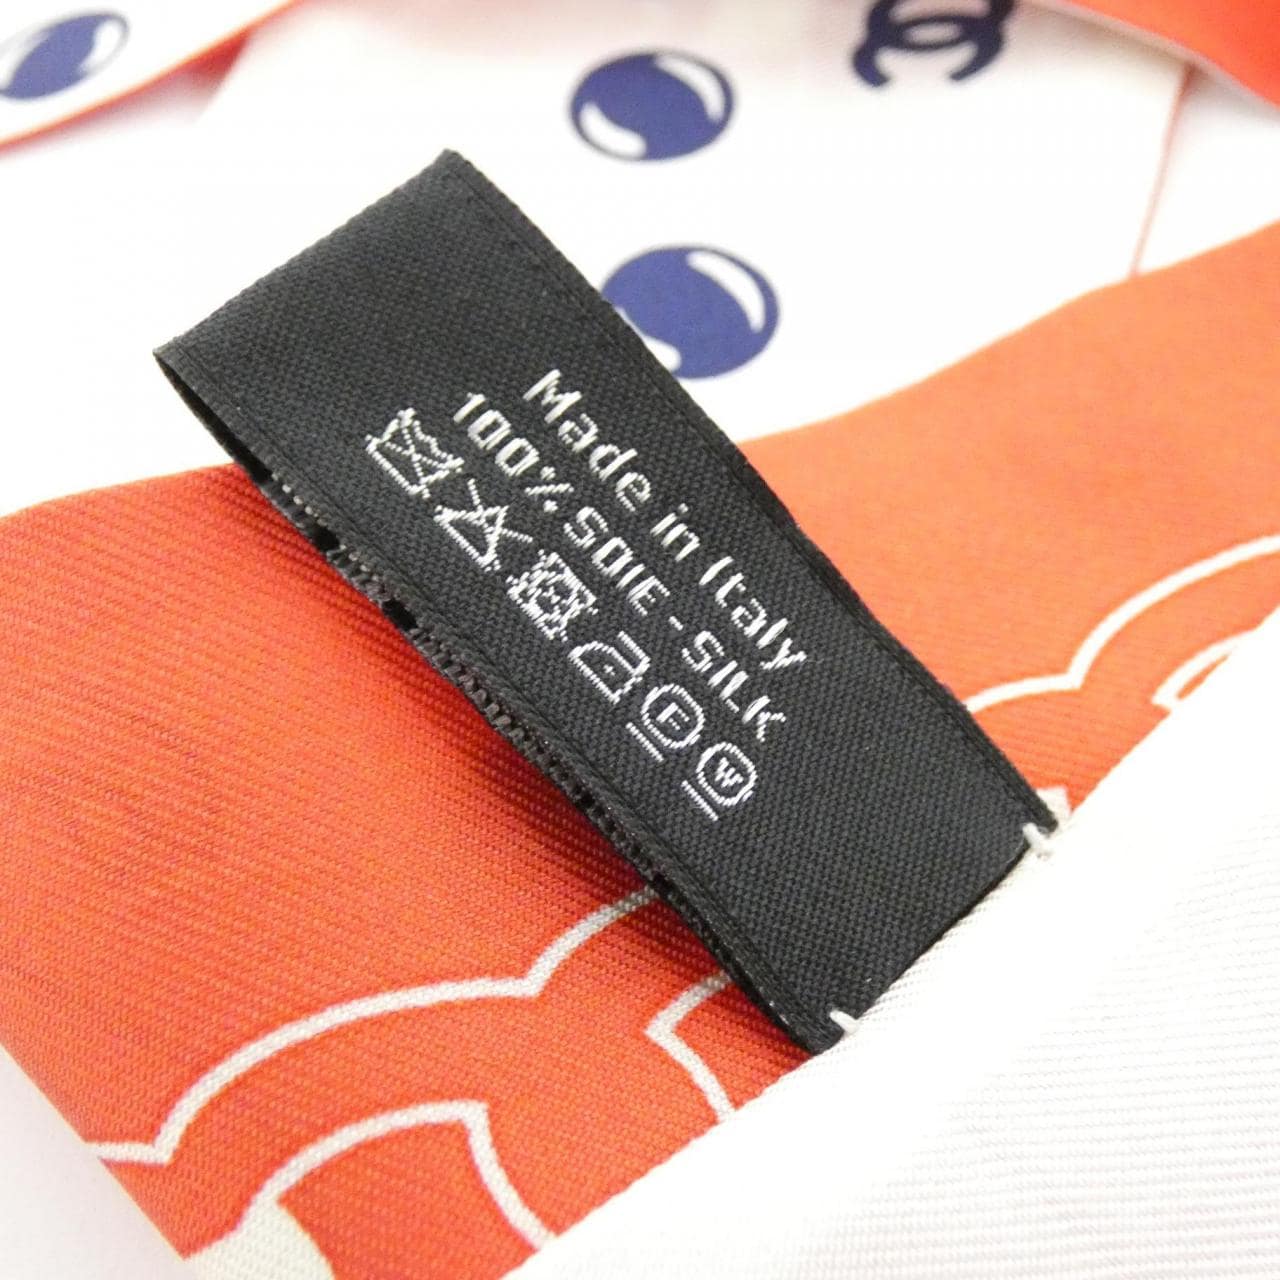 Made in Italy
100% SOIE - SILK
P W